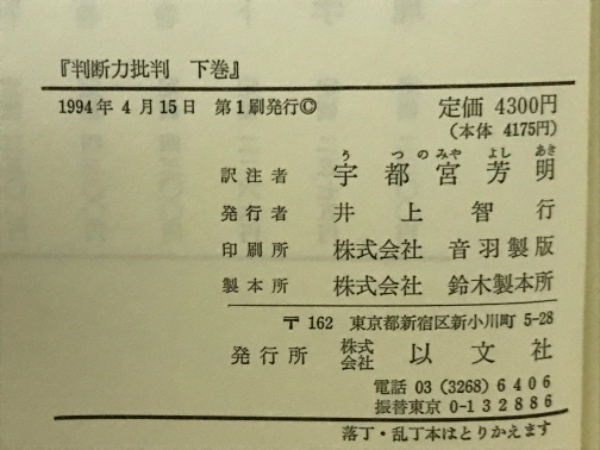 『判断力批判 下巻』
1994年4月15日 第1刷発行©
定価 4300円
（本体 4175円）
うつのみや よし あき
訳注者 宇都宮芳明
発行者 井上智行
印刷所 株式会社 音羽製版
製本所 株式会社 鈴木製本所
〒162 東京都新宿区新小川町 5-28
発行所 株式会社 以文社
電話 03 (3268) 6406
振替東京 0-132886
落丁・乱丁本はとりかえます